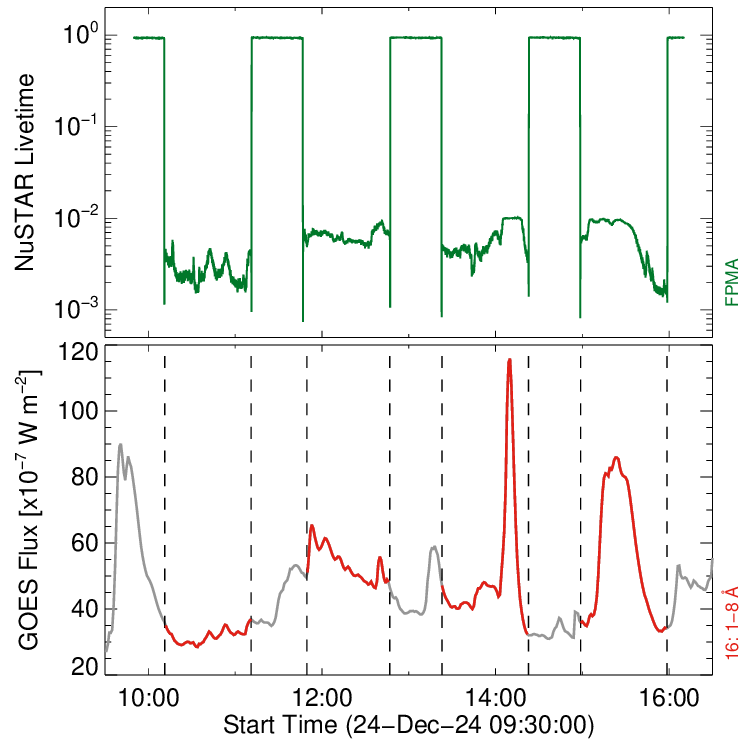 NuSTAR Livetime
10⁰
10⁻¹
10⁻²
10⁻³
FPMA
GOES Flux [x10⁻⁷ W m⁻²]
120
100
80
60
40
20
16: 1−8 Å
10:00 12:00 14:00 16:00
Start Time (24−Dec−24 09:30:00)